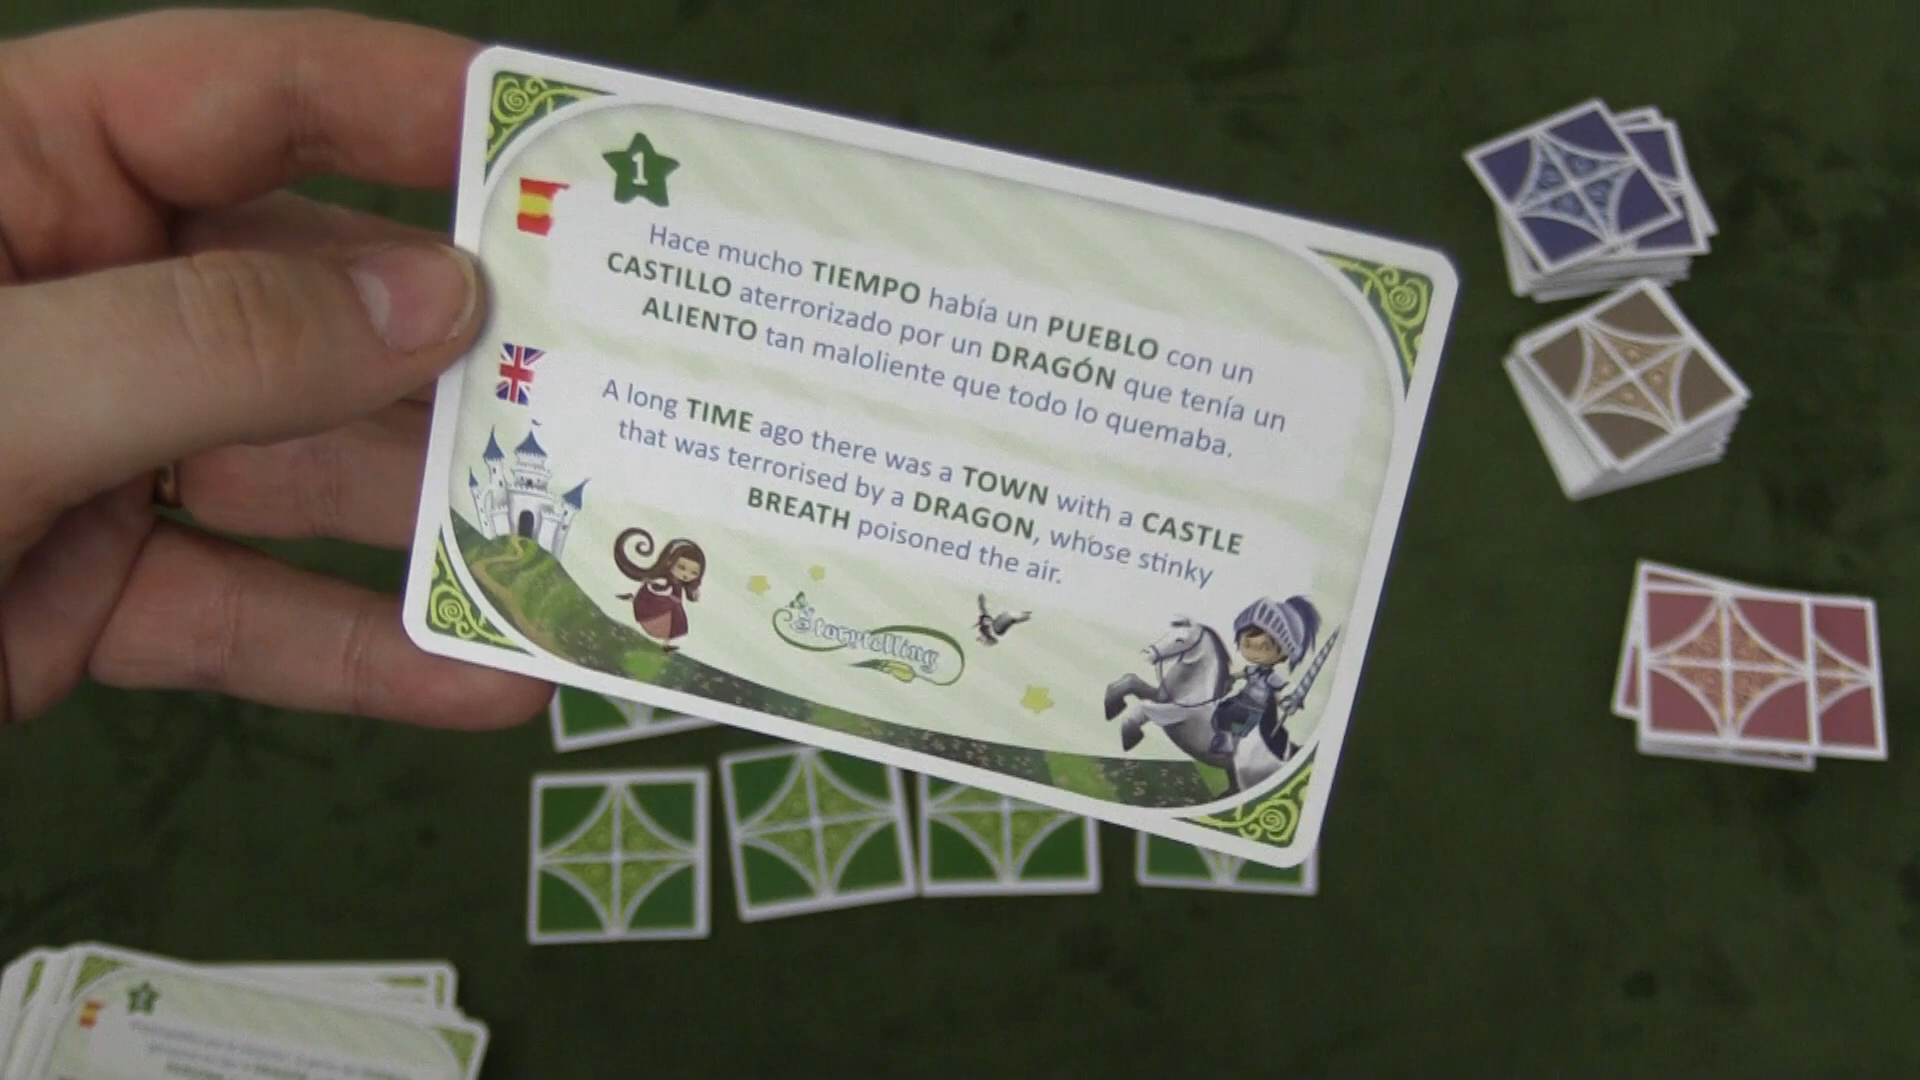 1
Hace mucho TIEMPO había un PUEBLO con un
CASTILLO aterrorizado por un DRAGÓN que tenía un
ALIENTO tan maloliente que todo lo quemaba.
A long TIME ago there was a TOWN with a CASTLE
that was terrorised by a DRAGON, whose stinky
BREATH poisoned the air.
Storytelling
2